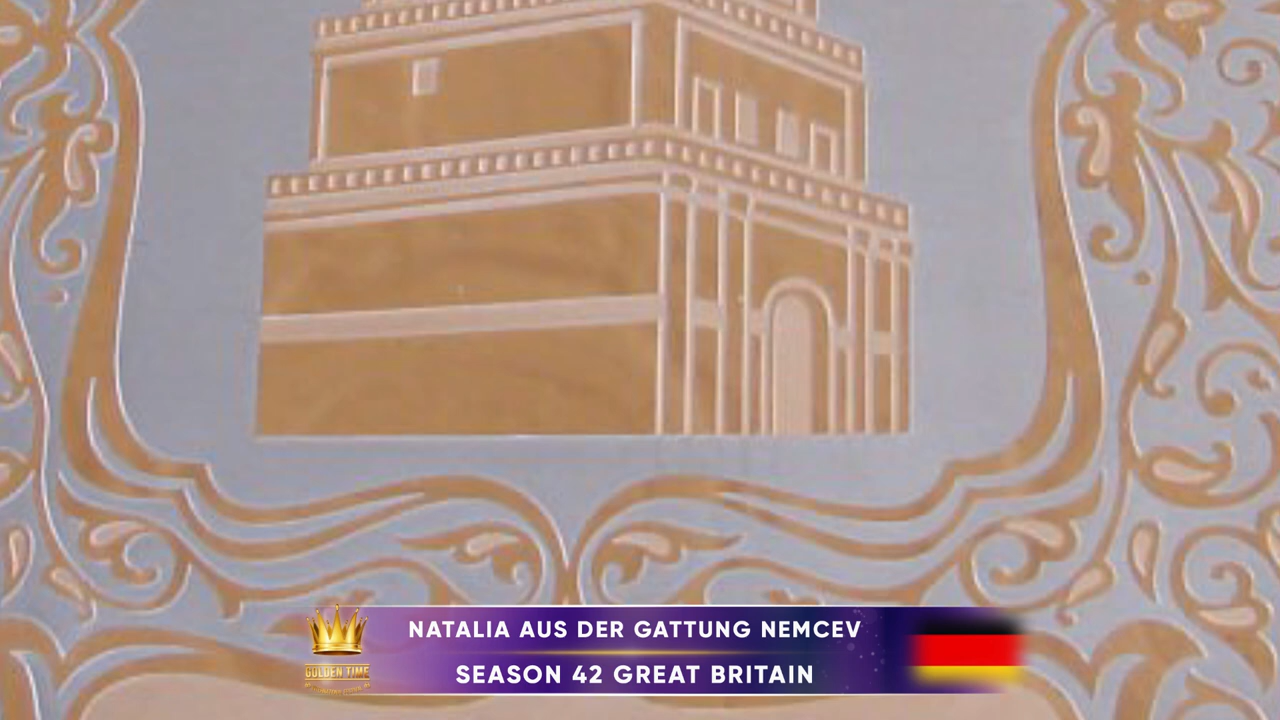 NATALIA AUS DER GATTUNG NEMCEV
SEASON 42 GREAT BRITAIN
GOLDEN TIME